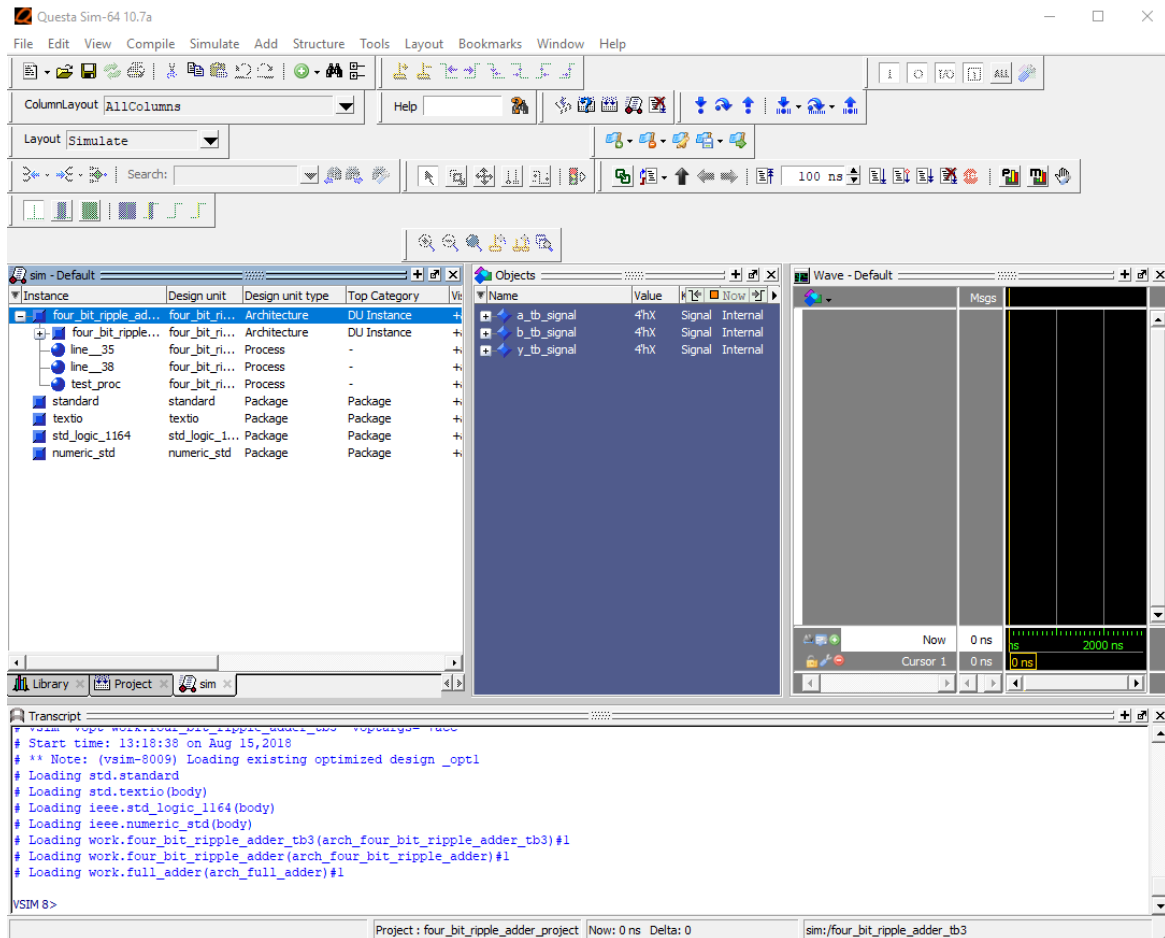 Questa Sim-64 10.7a
File Edit View Compile Simulate Add Structure Tools Layout Bookmarks Window Help
ColumnLayout AllColumns
Help
Layout Simulate
Search:
100 ns
sim - Default
Instance Design unit Design unit type Top Category
four_bit_ripple_ad... four_bit_ri... Architecture DU Instance
four_bit_ripple... four_bit_ri... Architecture DU Instance
line__35 four_bit_ri... Process -
line__38 four_bit_ri... Process -
test_proc four_bit_ri... Process -
standard standard Package Package
textio textio Package Package
std_logic_1164 std_logic_1... Package Package
numeric_std numeric_std Package Package
Library Project sim
Objects
Name Value Now
a_tb_signal 4'hX Signal Internal
b_tb_signal 4'hX Signal Internal
y_tb_signal 4'hX Signal Internal
Wave - Default
Msgs
Now 0 ns
ns 2000 ns
Cursor 1 0 ns 0 ns
Transcript
# Start time: 13:18:38 on Aug 15,2018
# ** Note: (vsim-8009) Loading existing optimized design _opt1
# Loading std.standard
# Loading std.textio(body)
# Loading ieee.std_logic_1164(body)
# Loading ieee.numeric_std(body)
# Loading work.four_bit_ripple_adder_tb3(arch_four_bit_ripple_adder_tb3)#1
# Loading work.four_bit_ripple_adder(arch_four_bit_ripple_adder)#1
# Loading work.full_adder(arch_full_adder)#1
VSIM 8>
Project : four_bit_ripple_adder_project Now: 0 ns Delta: 0 sim:/four_bit_ripple_adder_tb3